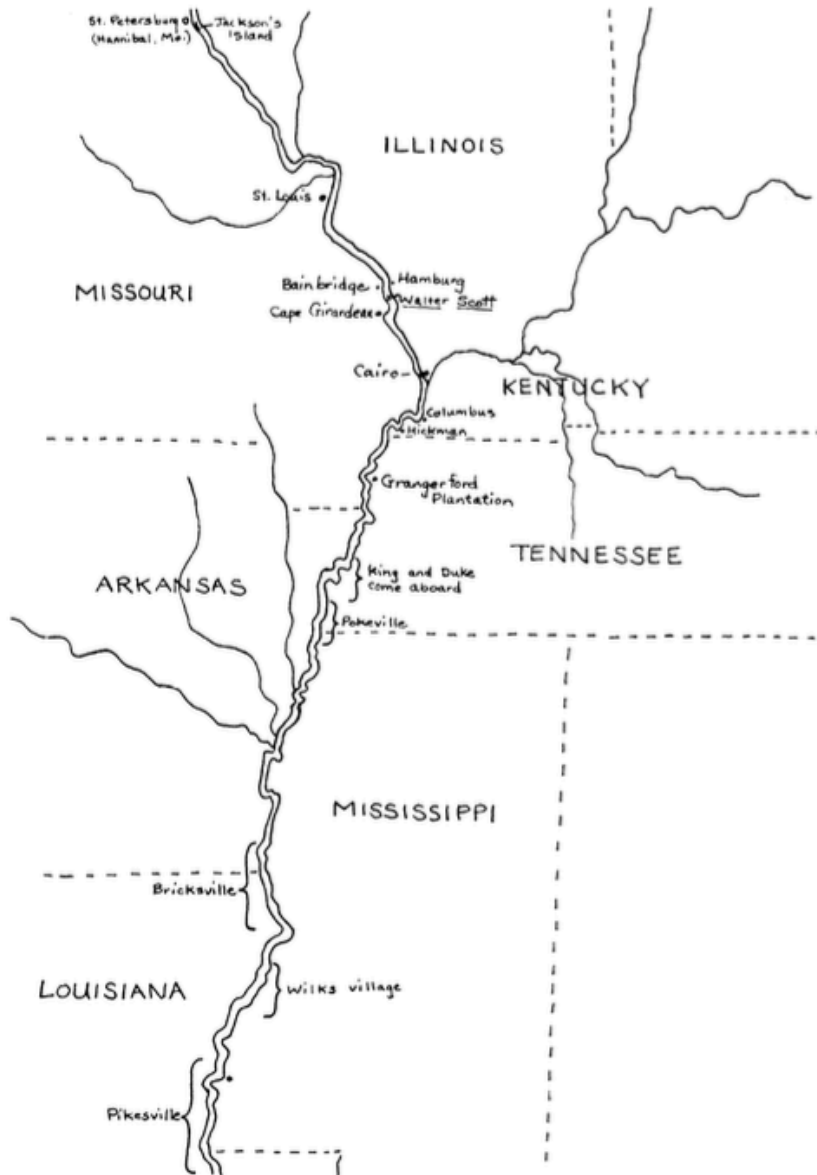 St. Petersburg
(Hannibal, Mo.)
Jackson's
Island
ILLINOIS
St. Louis
MISSOURI
Bainbridge
Hamburg
Walter Scott
Cape Girardeau
Cairo
KENTUCKY
Columbus
Hickman
Grangerford
Plantation
TENNESSEE
ARKANSAS
King and Duke
come aboard
Pokeville
MISSISSIPPI
Bricksville
LOUISIANA
Wilks village
Pikesville